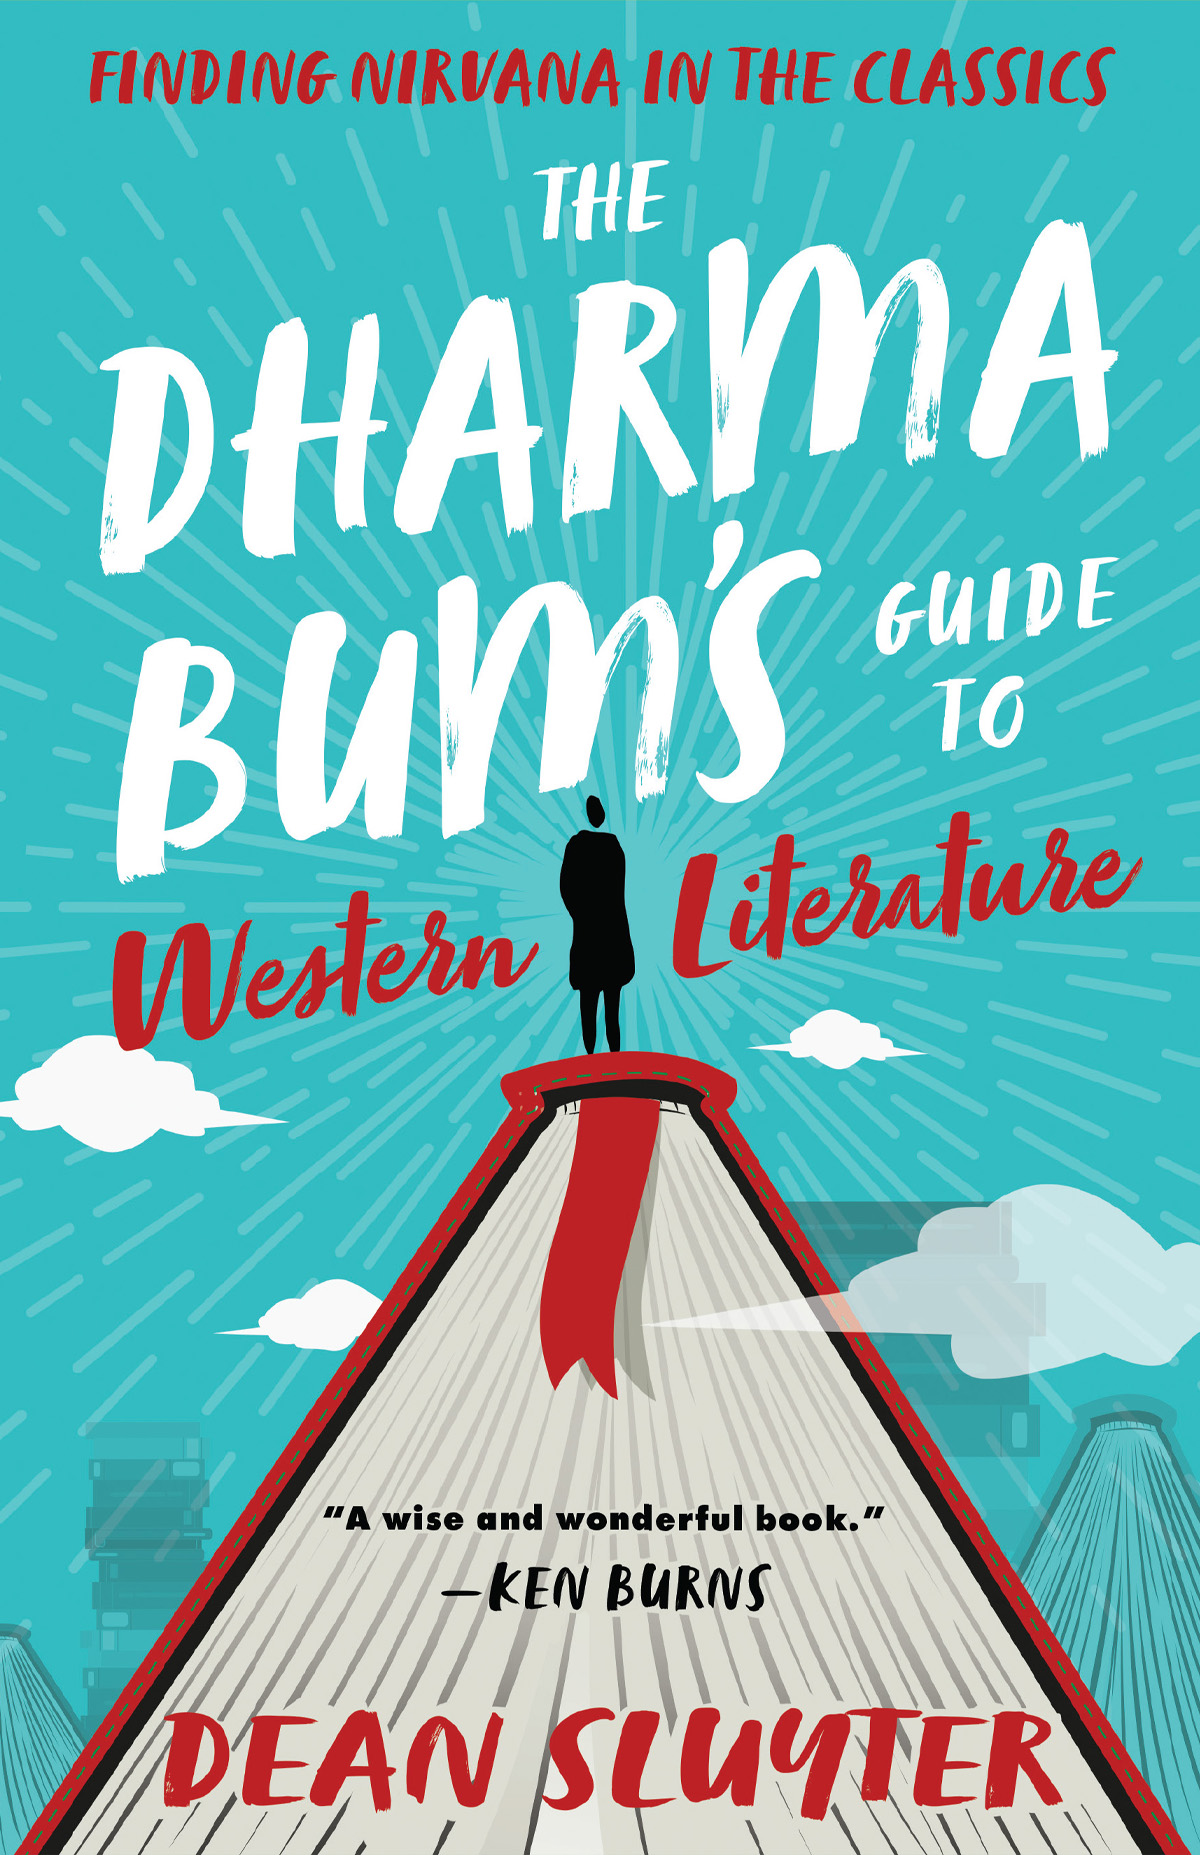 FINDING NIRVANA IN THE CLASSICS
THE
DHARMA
BUM'S
GUIDE
TO
Western Literature
"A wise and wonderful book."
—KEN BURNS
DEAN SLUYTER